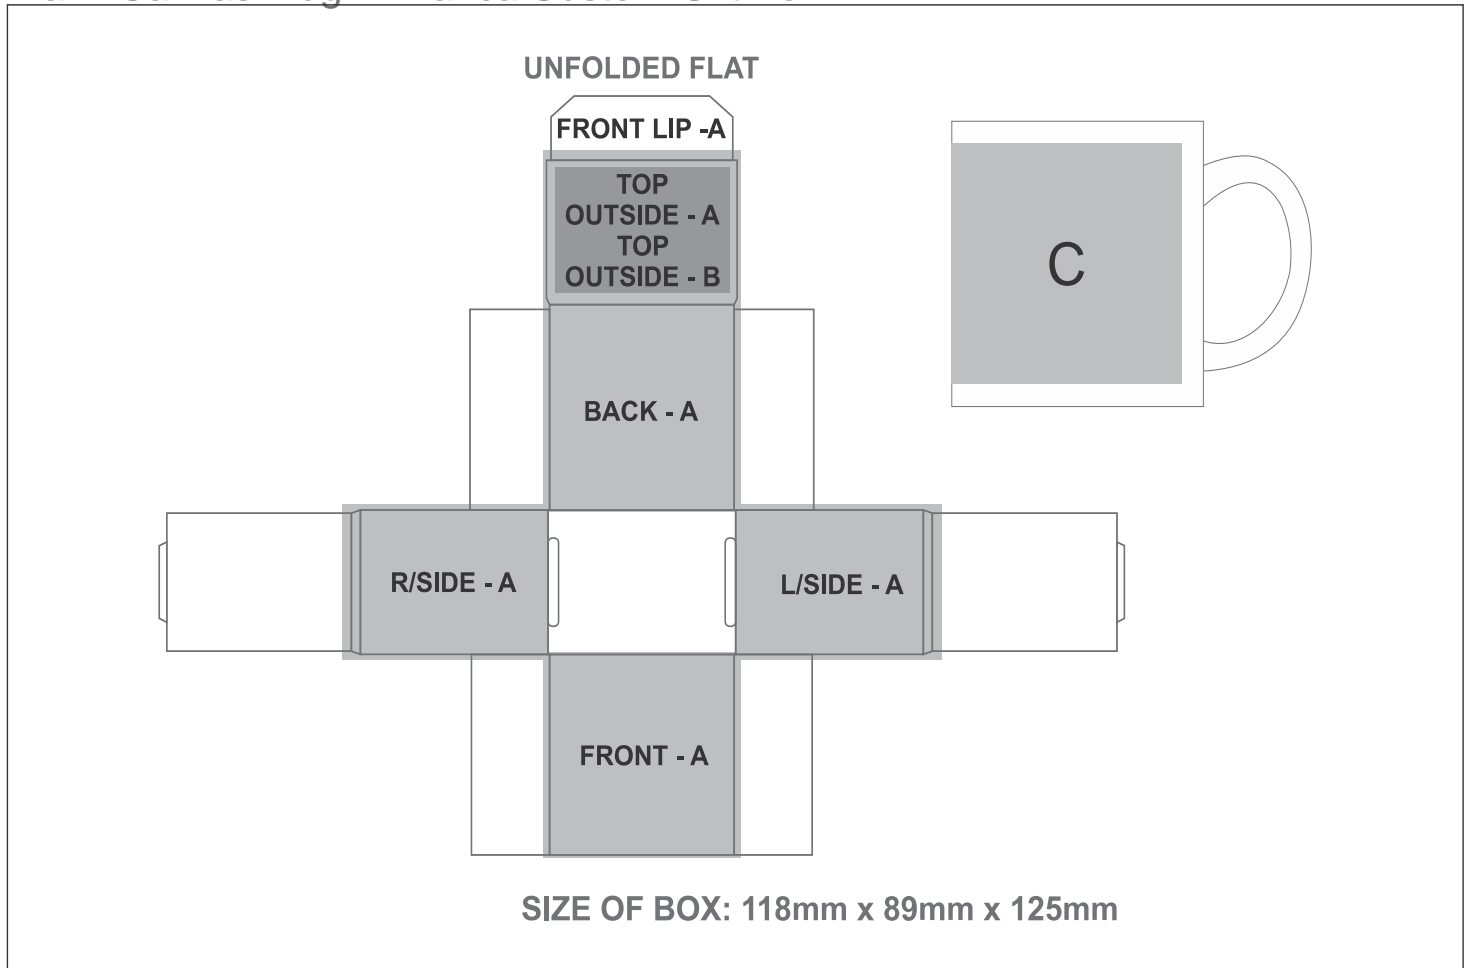 UNFOLDED FLAT
FRONT LIP -A
TOP
OUTSIDE - A
TOP
OUTSIDE - B
C
BACK - A
R/SIDE - A
L/SIDE - A
FRONT - A
SIZE OF BOX: 118mm x 89mm x 125mm